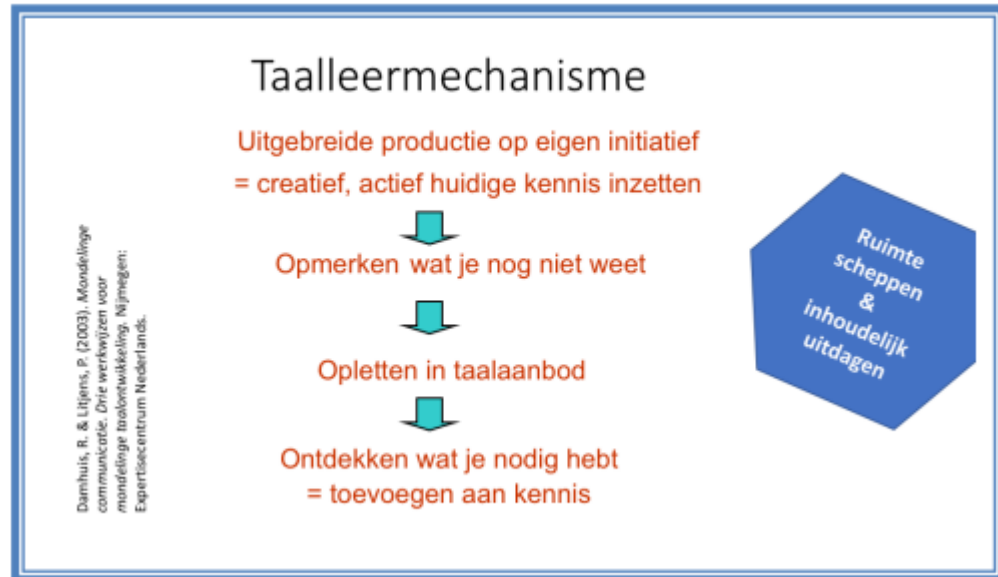 Taalleermechanisme
Uitgebreide productie op eigen initiatief
= creatief, actief huidige kennis inzetten
Opmerken wat je nog niet weet
Opletten in taalaanbod
Ontdekken wat je nodig hebt
= toevoegen aan kennis
Ruimte
scheppen
&
inhoudelijk
uitdagen
Damhuis, R. & Litjens, P. (2003). Mondelinge
communicatie. Drie werkwijzen voor
mondelinge taalontwikkeling. Nijmegen:
Expertisecentrum Nederlands.